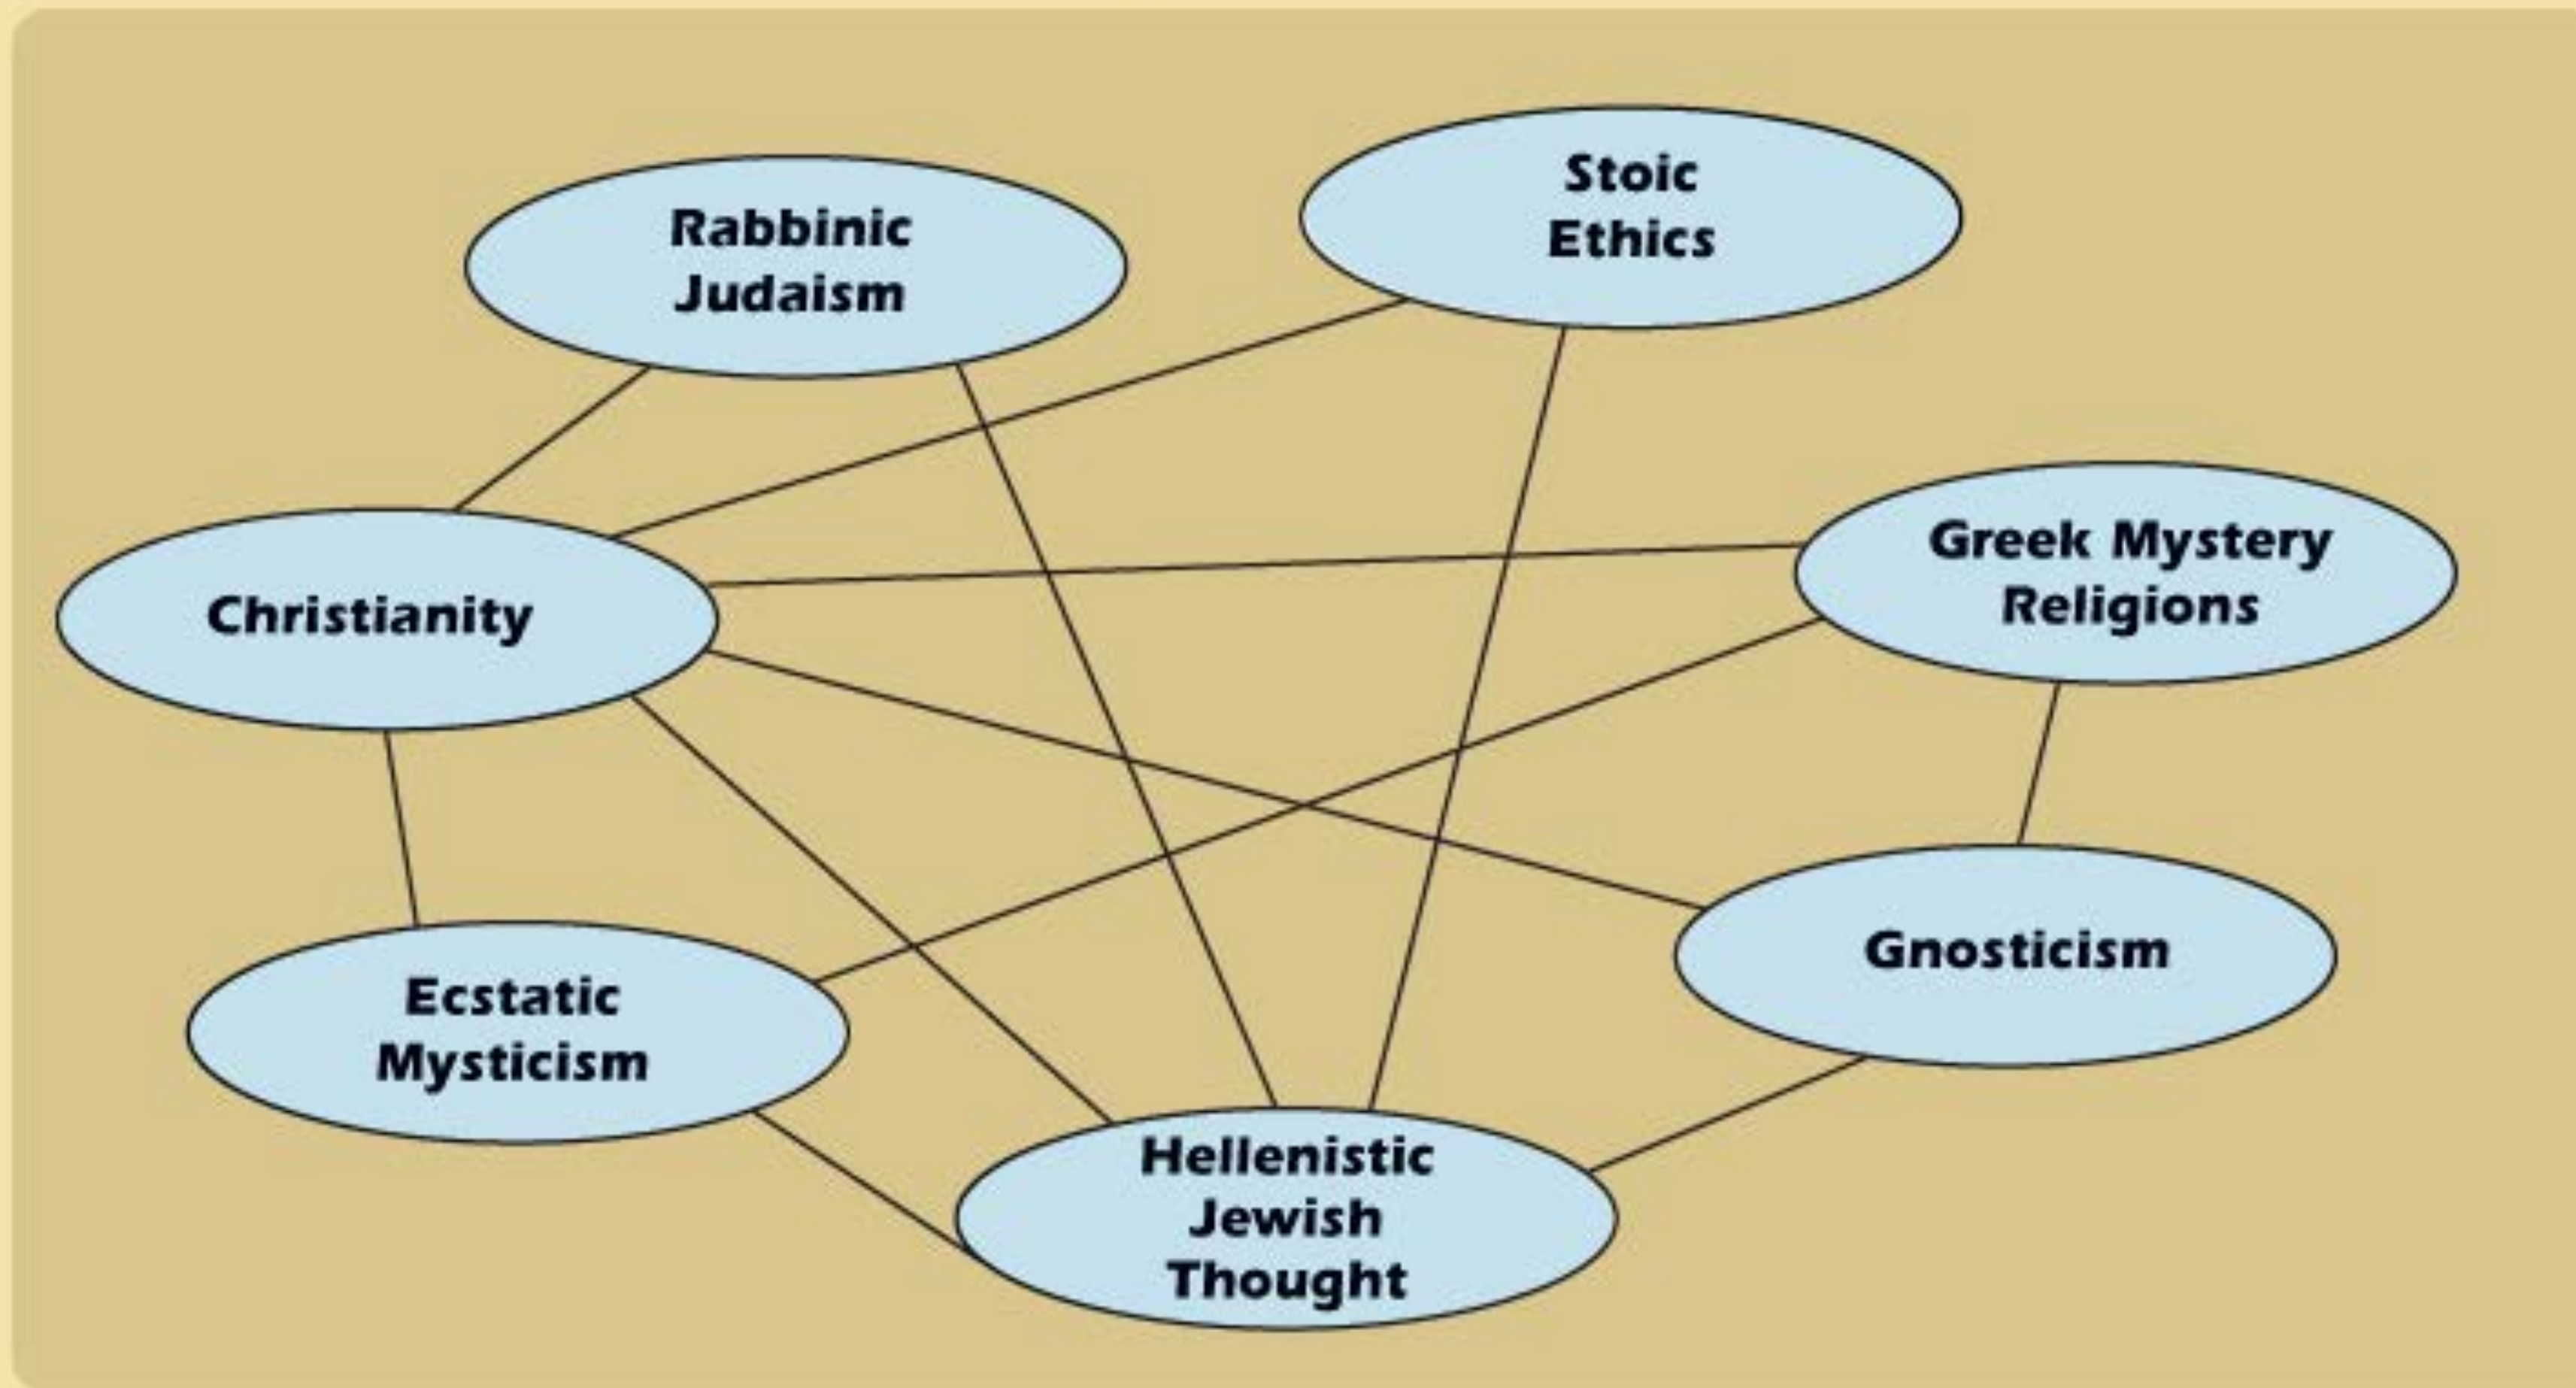 Rabbinic
Judaism
Stoic
Ethics
Christianity
Greek Mystery
Religions
Ecstatic
Mysticism
Gnosticism
Hellenistic
Jewish
Thought